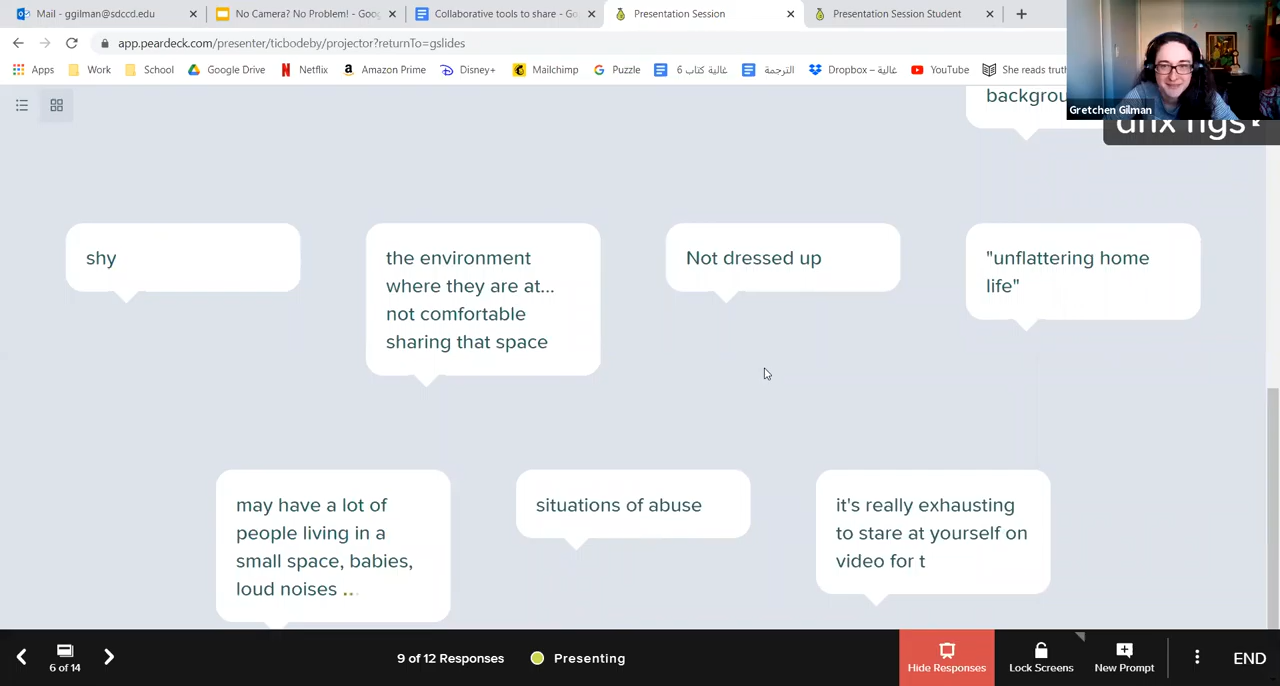 Mail - ggilman@sdccd.edu
No Camera? No Problem! - Goo
Collaborative tools to share - Go
Presentation Session
Presentation Session Student
app.peardeck.com/presenter/ticbodeby/projector?returnTo=gslides
Apps
Work
School
Google Drive
Netflix
Amazon Prime
Disney+
Mailchimp
Puzzle
غالية كتاب 6
الترجمة
Dropbox – غالية
YouTube
She reads truth
Gretchen Gilman
backgrou
shy
the environment
where they are at...
not comfortable
sharing that space
Not dressed up
"unflattering home
life"
may have a lot of
people living in a
small space, babies,
loud noises ..
situations of abuse
it's really exhausting
to stare at yourself on
video for t
6 of 14
9 of 12 Responses
Presenting
Hide Responses
Lock Screens
New Prompt
END